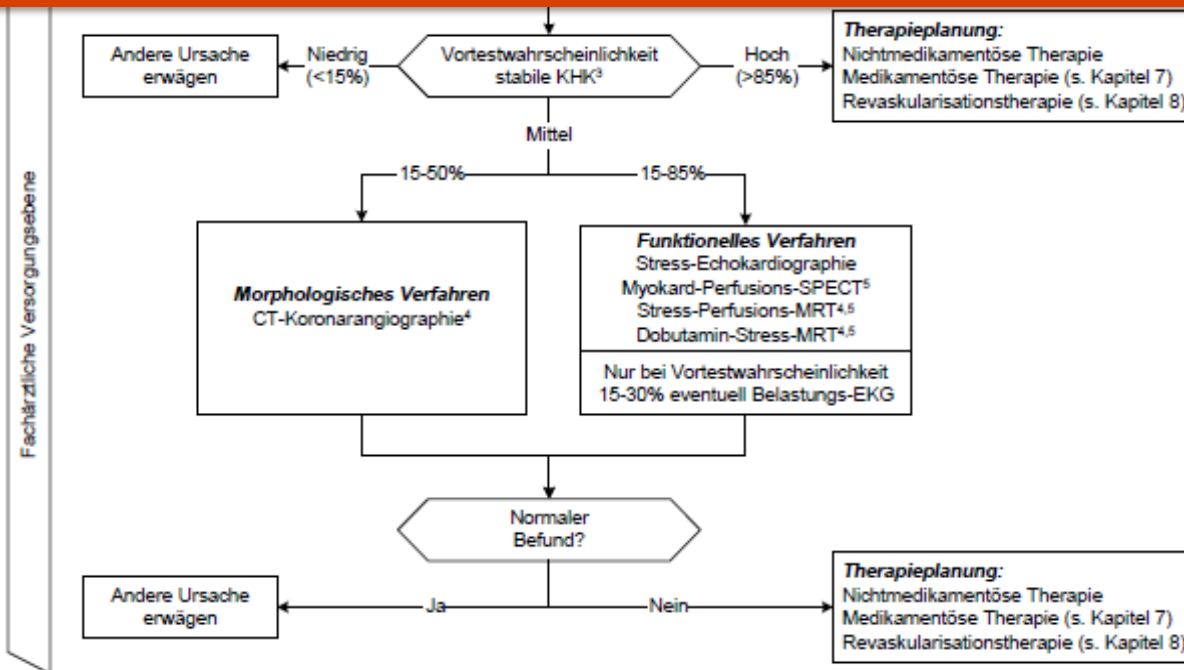 Fachärztliche Versorgungsebene
Andere Ursache
erwägen
Niedrig
(<15%)
Vortestwahrscheinlichkeit
stabile KHK³
Hoch
(>85%)
Therapieplanung:
Nichtmedikamentöse Therapie
Medikamentöse Therapie (s. Kapitel 7)
Revaskularisationstherapie (s. Kapitel 8)
Mittel
15-50%
15-85%
Morphologisches Verfahren
CT-Koronarangiographie⁴
Funktionelles Verfahren
Stress-Echokardiographie
Myokard-Perfusions-SPECT⁵
Stress-Perfusions-MRT⁴,⁵
Dobutamin-Stress-MRT⁴,⁵
Nur bei Vortestwahrscheinlichkeit
15-30% eventuell Belastungs-EKG
Normaler
Befund?
Andere Ursache
erwägen
Ja
Nein
Therapieplanung:
Nichtmedikamentöse Therapie
Medikamentöse Therapie (s. Kapitel 7)
Revaskularisationstherapie (s. Kapitel 8)